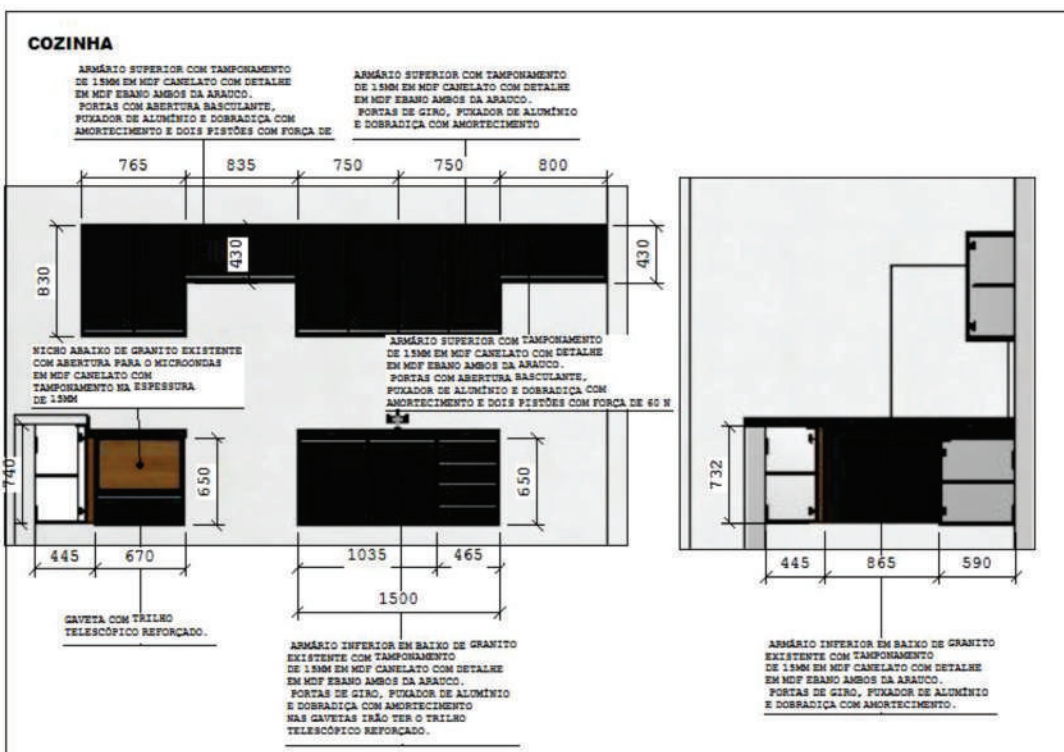 COZINHA
ARMÁRIO SUPERIOR COM TAMPONAMENTO
DE 15MM EM MDF CANELATO COM DETALHE
EM MDF EBANO AMBOS DA ARAUCO.
PORTAS COM ABERTURA BASCULANTE,
PUXADOR DE ALUMÍNIO E DOBRADIÇA COM
AMORTECIMENTO E DOIS PISTÕES COM FORÇA DE
ARMÁRIO SUPERIOR COM TAMPONAMENTO
DE 15MM EM MDF CANELATO COM DETALHE
EM MDF EBANO AMBOS DA ARAUCO.
PORTAS DE GIRO, PUXADOR DE ALUMÍNIO
E DOBRADIÇA COM AMORTECIMENTO
765 835 750 750 800
830
430
430
NICHO ABAIXO DE GRANITO EXISTENTE
COM ABERTURA PARA O MICROONDAS
EM MDF CANELATO COM
TAMPONAMENTO NA ESPESSURA
DE 15MM
ARMÁRIO SUPERIOR COM TAMPONAMENTO
DE 15MM EM MDF CANELATO COM DETALHE
EM MDF EBANO AMBOS DA ARAUCO.
PORTAS COM ABERTURA BASCULANTE,
PUXADOR DE ALUMÍNIO E DOBRADIÇA COM
AMORTECIMENTO E DOIS PISTÕES COM FORÇA DE 60 N
740
650
650
732
445 670
1035 465
1500
445 865 590
GAVETA COM TRILHO
TELESCÓPICO REFORÇADO.
ARMÁRIO INFERIOR EM BAIXO DE GRANITO
EXISTENTE COM TAMPONAMENTO
DE 15MM EM MDF CANELATO COM DETALHE
EM MDF EBANO AMBOS DA ARAUCO.
PORTAS DE GIRO, PUXADOR DE ALUMÍNIO
E DOBRADIÇA COM AMORTECIMENTO
NAS GAVETAS IRÃO TER O TRILHO
TELESCÓPICO REFORÇADO.
ARMÁRIO INFERIOR EM BAIXO DE GRANITO
EXISTENTE COM TAMPONAMENTO
DE 15MM EM MDF CANELATO COM DETALHE
EM MDF EBANO AMBOS DA ARAUCO.
PORTAS DE GIRO, PUXADOR DE ALUMÍNIO
E DOBRADIÇA COM AMORTECIMENTO.